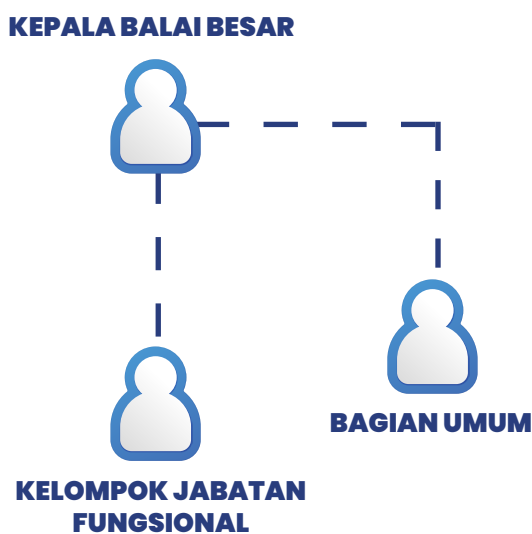 KEPALA BALAI BESAR
BAGIAN UMUM
KELOMPOK JABATAN
FUNGSIONAL